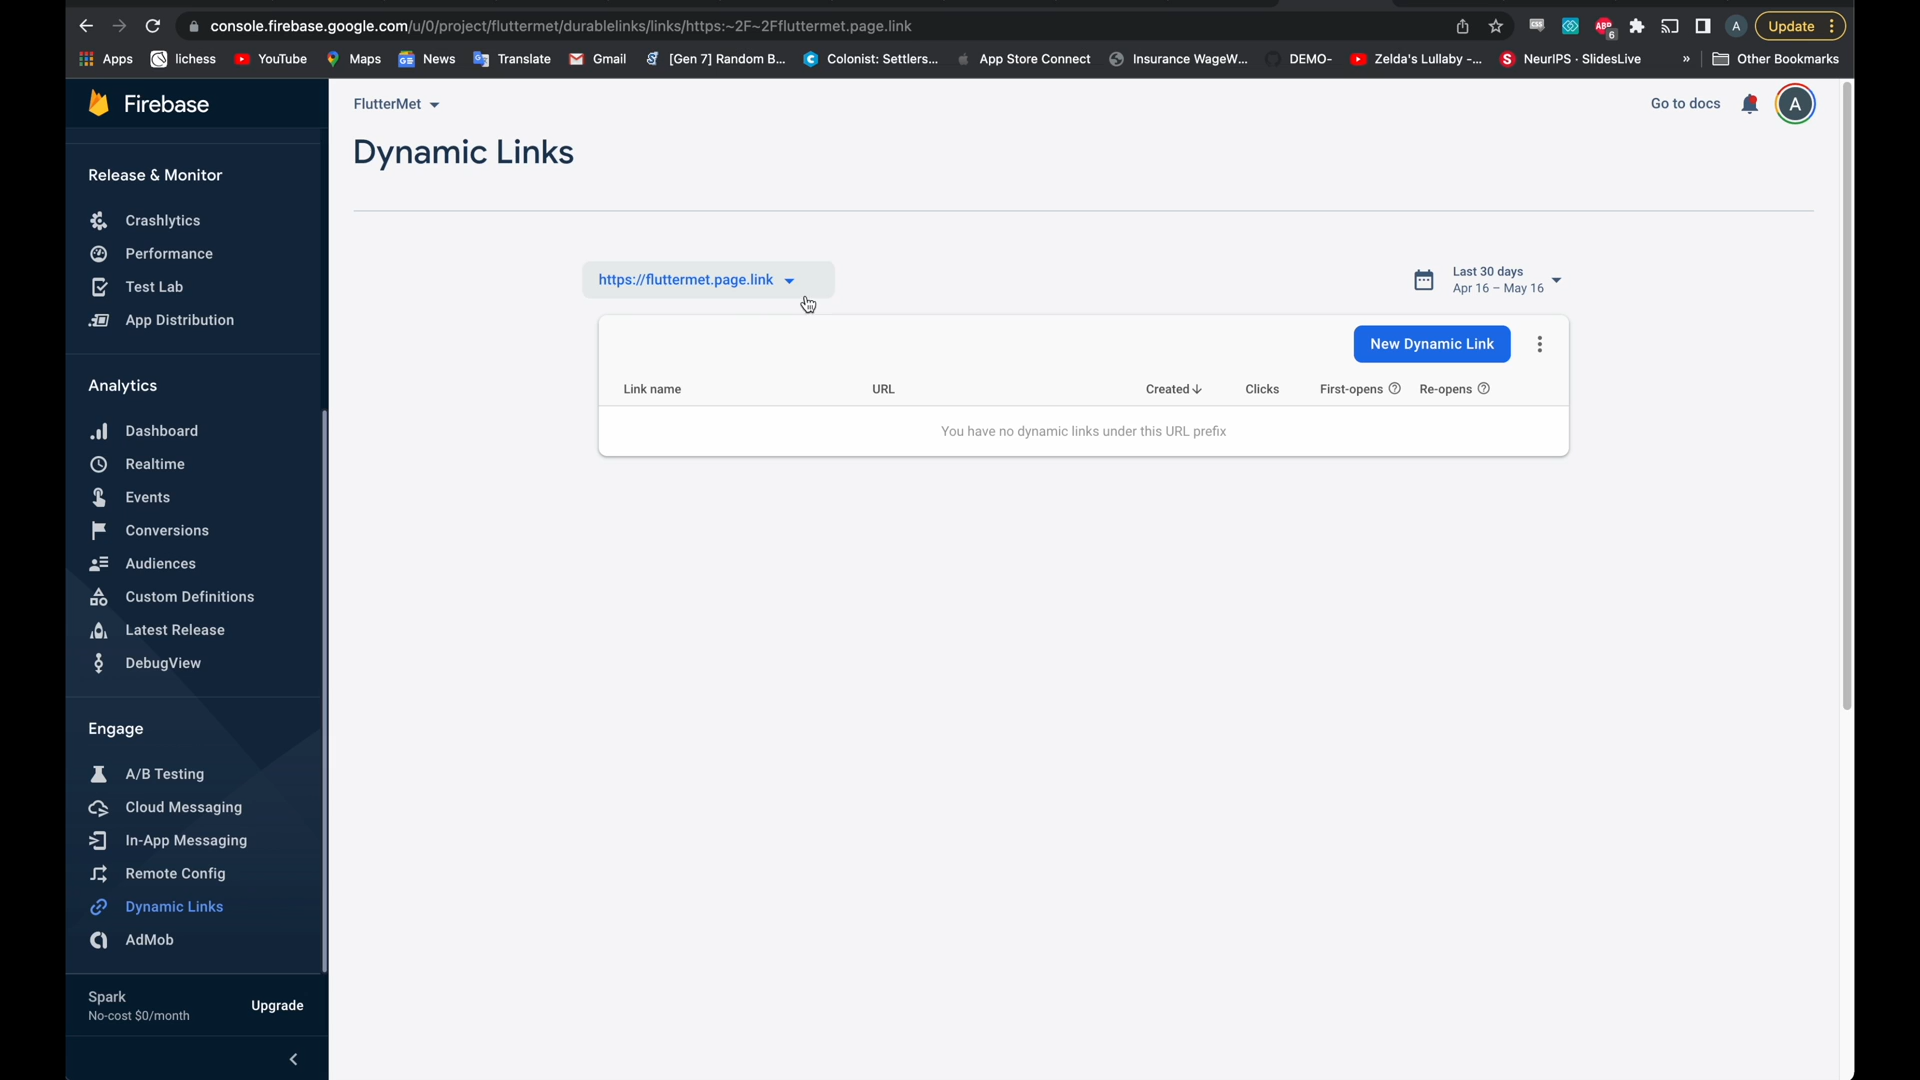 console.firebase.google.com/u/0/project/fluttermet/durablelinks/links/https:~2F~2Ffluttermet.page.link
ABP
6
CSS
A
Update
Apps
lichess
YouTube
Maps
News
Translate
Gmail
[Gen 7] Random B...
Colonist: Settlers...
App Store Connect
Insurance WageW...
DEMO-
Zelda's Lullaby -...
NeurIPS · SlidesLive
»
Other Bookmarks
Firebase
FlutterMet
Go to docs
A
Dynamic Links
Release & Monitor
Crashlytics
Performance
Test Lab
App Distribution
Analytics
Dashboard
Realtime
Events
Conversions
Audiences
Custom Definitions
Latest Release
DebugView
Engage
A/B Testing
Cloud Messaging
In-App Messaging
Remote Config
Dynamic Links
AdMob
Spark
No-cost $0/month
Upgrade
https://fluttermet.page.link
Last 30 days
Apr 16 – May 16
New Dynamic Link
Link name URL Created Clicks First-opens Re-opens
You have no dynamic links under this URL prefix